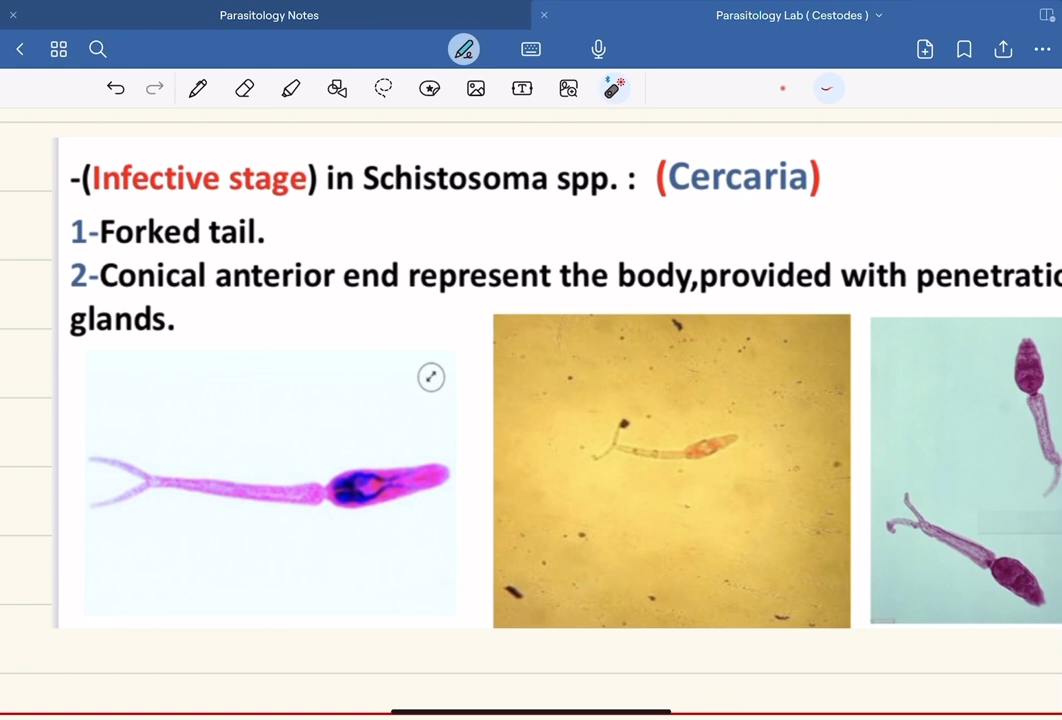 Parasitology Notes
Parasitology Lab ( Cestodes )
-(Infective stage) in Schistosoma spp. : (Cercaria)
1-Forked tail.
2-Conical anterior end represent the body,provided with penetratio
glands.